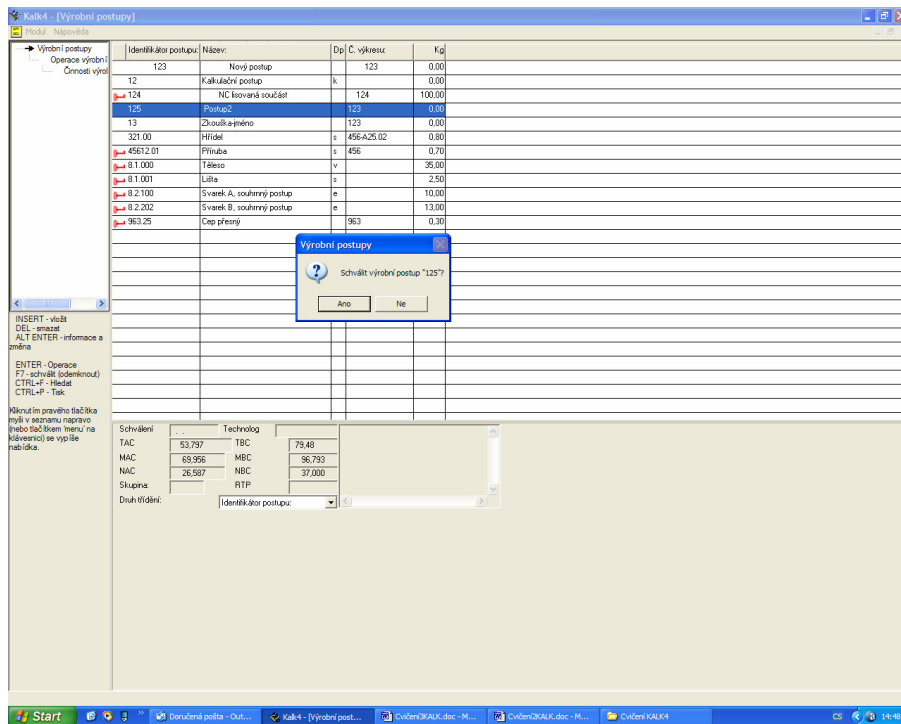 Kalk4 - [Výrobní postupy]
Modul Nápověda
Výrobní postupy
Operace výrobní
Činnosti výrol
Identifikátor postupu: Název: Dp Č. výkresu: Kg
123 Nový postup 123 0,00
12 Kalkulační postup k 0,00
124 NC lisovaná součást 124 100,00
125 Postup2 123 0,00
13 Zkouška-jméno 123 0,00
321.00 Hřídel s 456-A25.02 0,80
45612.01 Příruba s 456 0,70
8.1.000 Těleso v 35,00
8.1.001 Lišta s 2,50
8.2.100 Svarek A, souhrnný postup e 10,00
8.2.202 Svarek B, souhrnný postup e 13,00
963.25 Cep přesný 963 0,30
Výrobní postupy
Schválit výrobní postup "125"?
Ano Ne
INSERT - vložit
DEL - smazat
ALT ENTER - informace a
změna
ENTER - Operace
F7 - schválit (odemknout)
CTRL+F - Hledat
CTRL+P - Tisk
Kliknutím pravého tlačítka
myši v seznamu napravo
(nebo tlačítkem 'menu' na
klávesnici) se vypíše
nabídka.
Schválení . . Technolog
TAC 53,797 TBC 79,48
MAC 69,956 MBC 96,793
NAC 26,587 NBC 37,000
Skupina: RTP
Druh třídění: Identifikátor postupu:
Start » Doručená pošta - Out... Kalk4 - [Výrobní post... Cvičení3KALK.doc - M... Cvičení2KALK.doc - M... Cvičení KALK4 CS 14:48